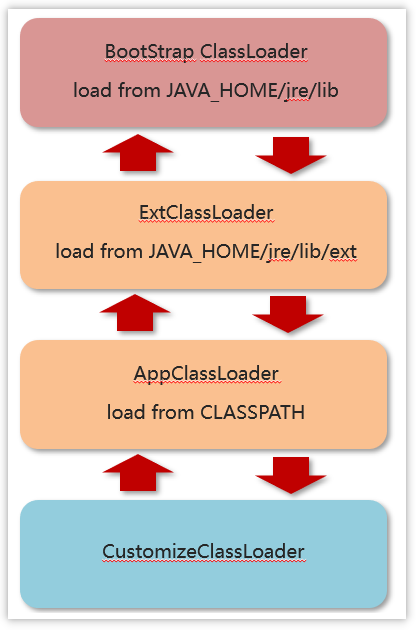 BootStrap ClassLoader
load from JAVA_HOME/jre/lib
ExtClassLoader
load from JAVA_HOME/jre/lib/ext
AppClassLoader
load from CLASSPATH
CustomizeClassLoader